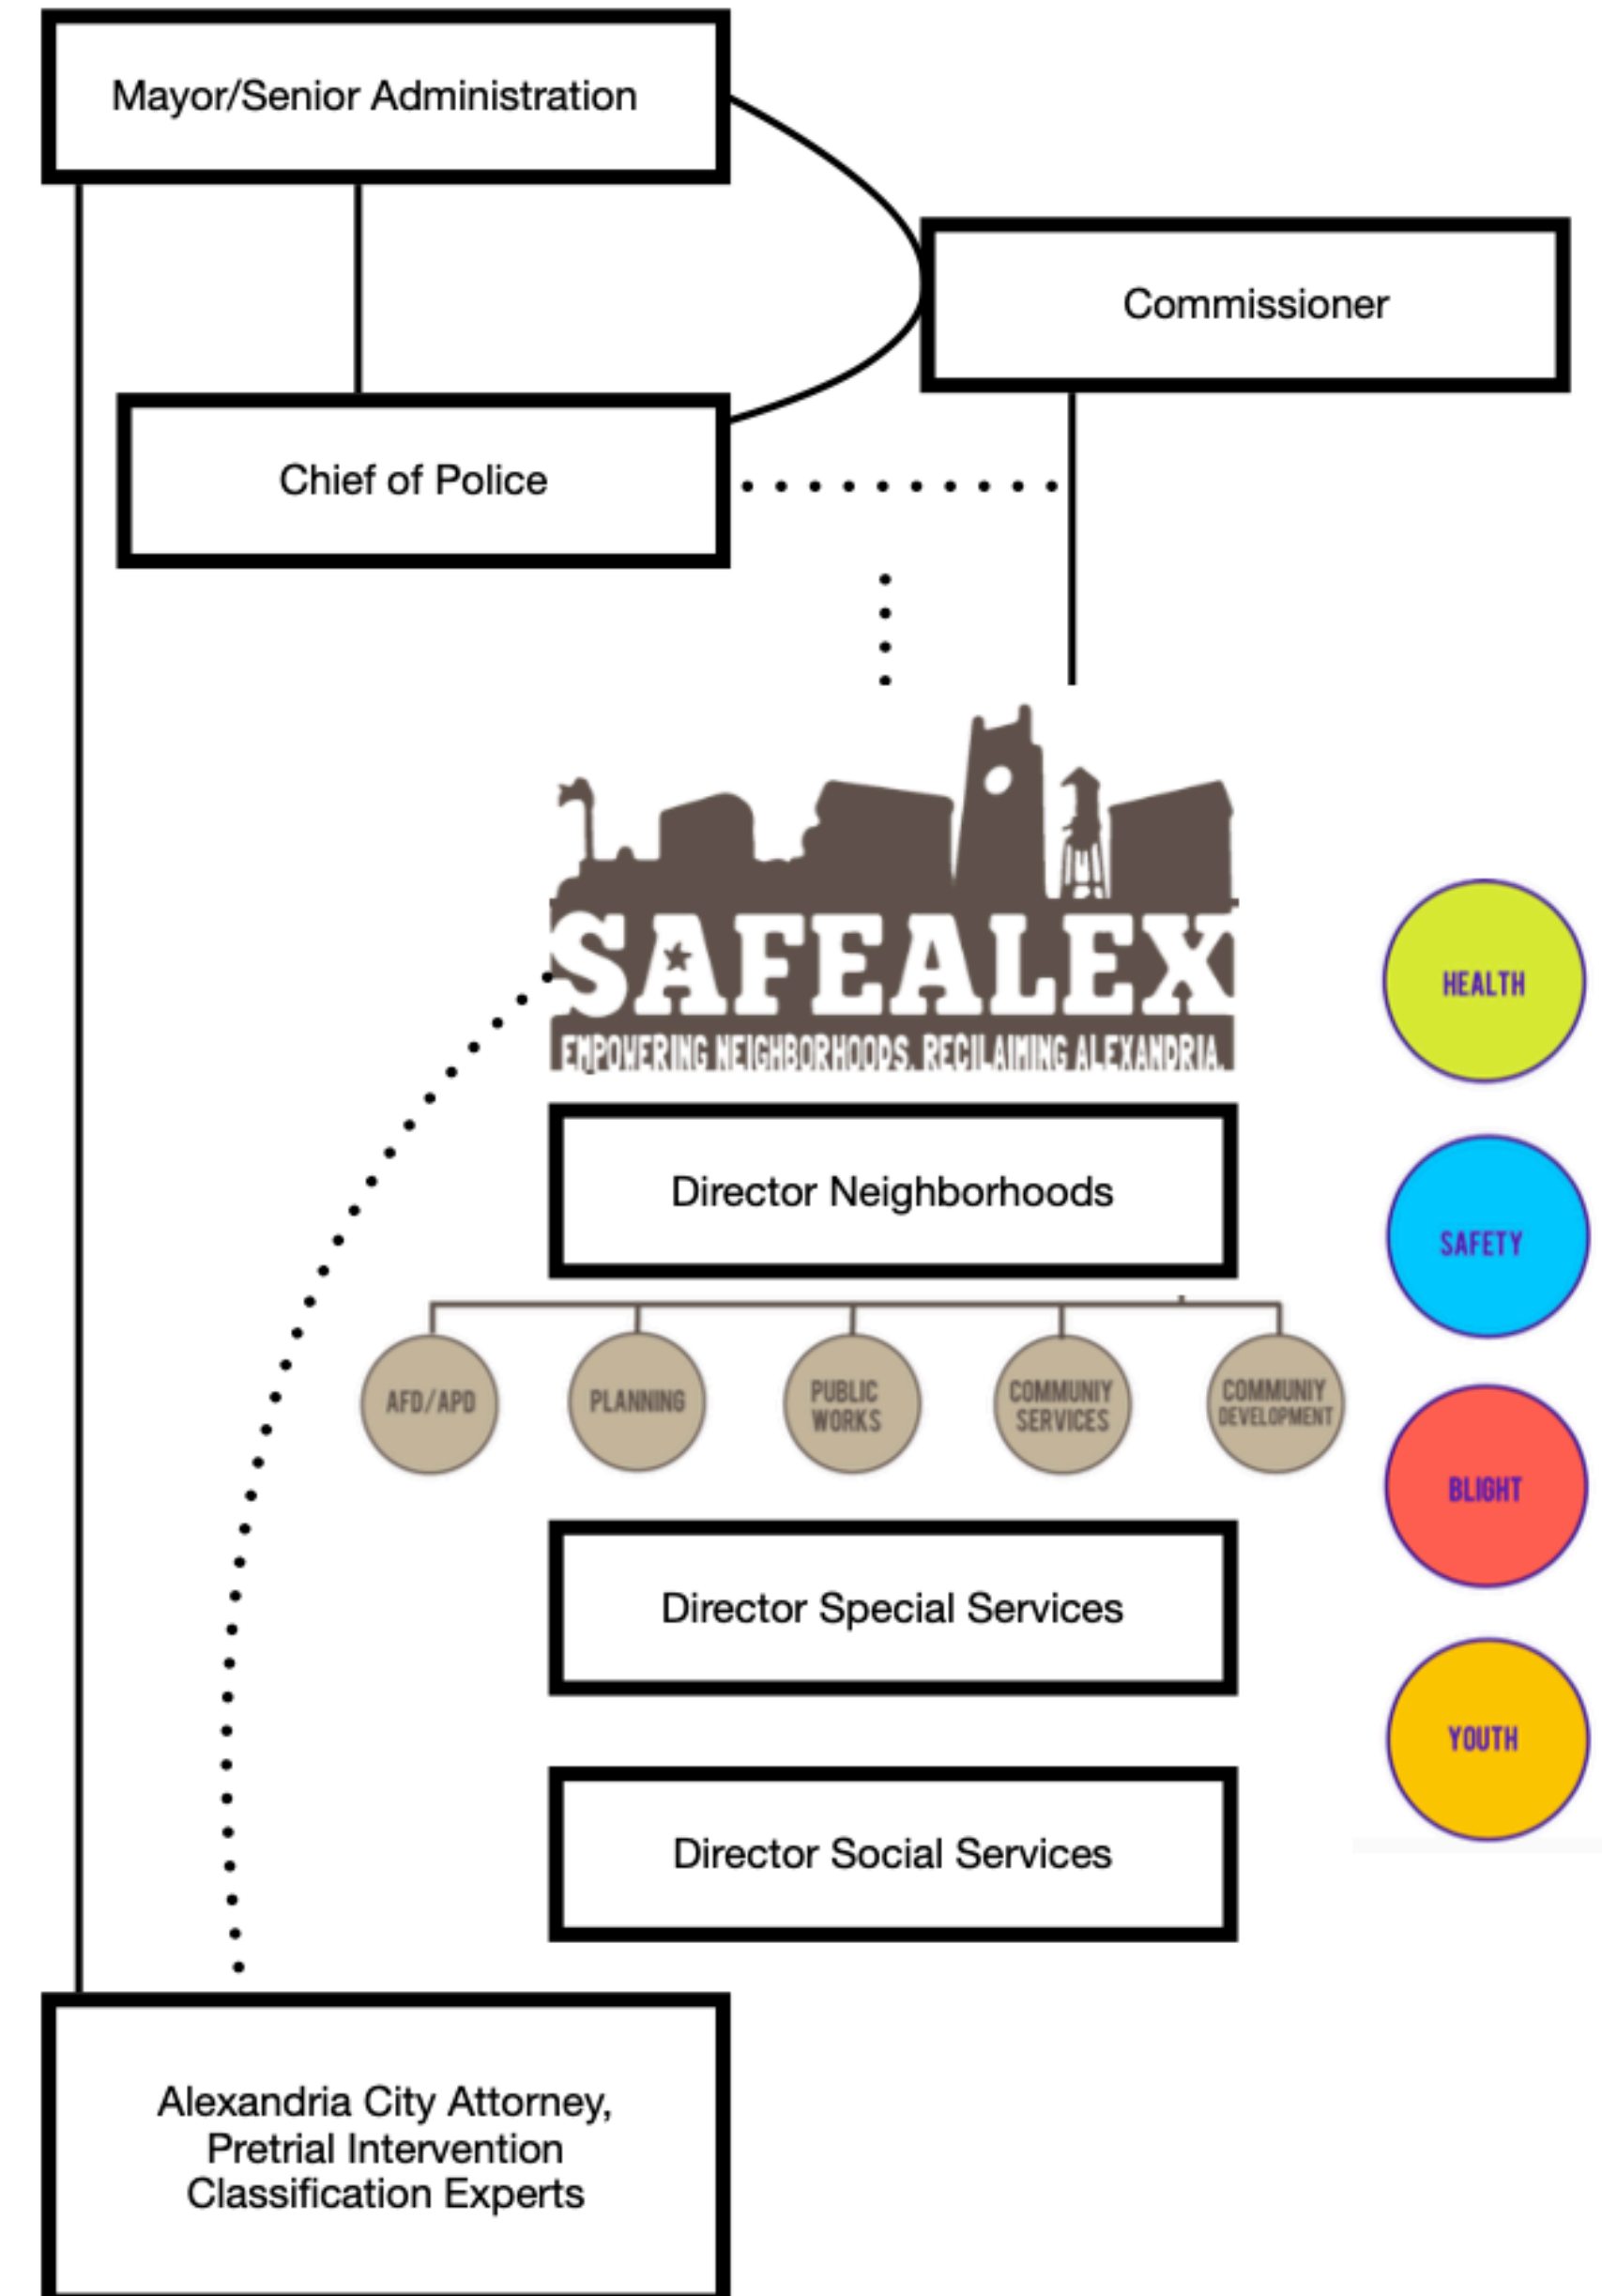 Mayor/Senior Administration
Commissioner
Chief of Police
SAFEALEX
EMPOWERING NEIGHBORHOODS. RECILAIMING ALEXANDRIA.
HEALTH
Director Neighborhoods
SAFETY
AFD/APD
PLANNING
PUBLIC
WORKS
COMMUNIY
SERVICES
COMMUNIY
DEVELOPMENT
BLIGHT
Director Special Services
YOUTH
Director Social Services
Alexandria City Attorney,
Pretrial Intervention
Classification Experts